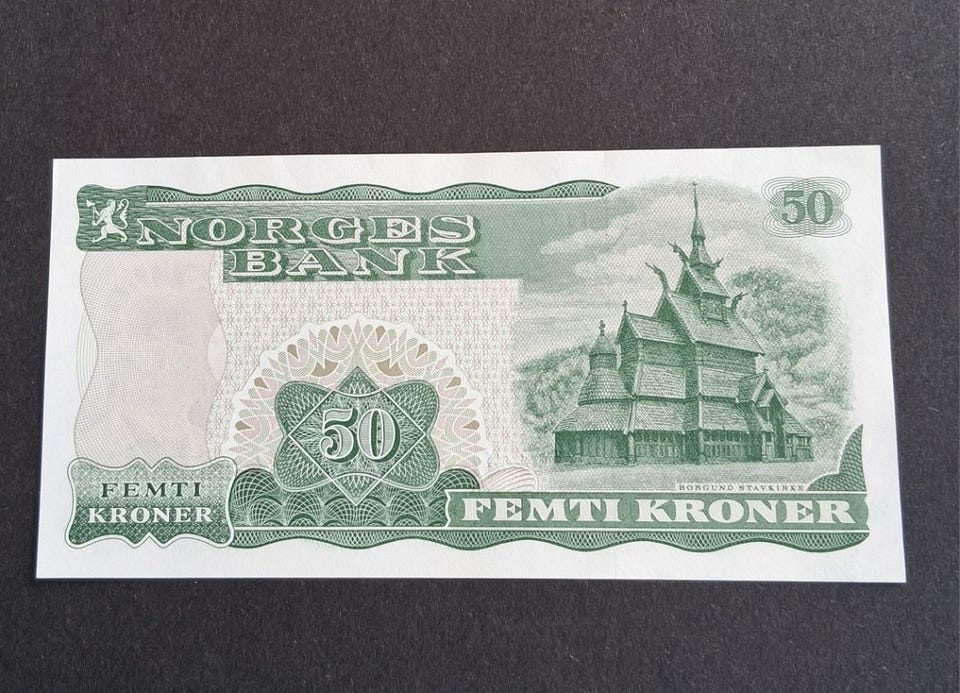 NORGES
BANK
50
50
BORGUND STAVKIRKE
FEMTI
KRONER
FEMTI KRONER